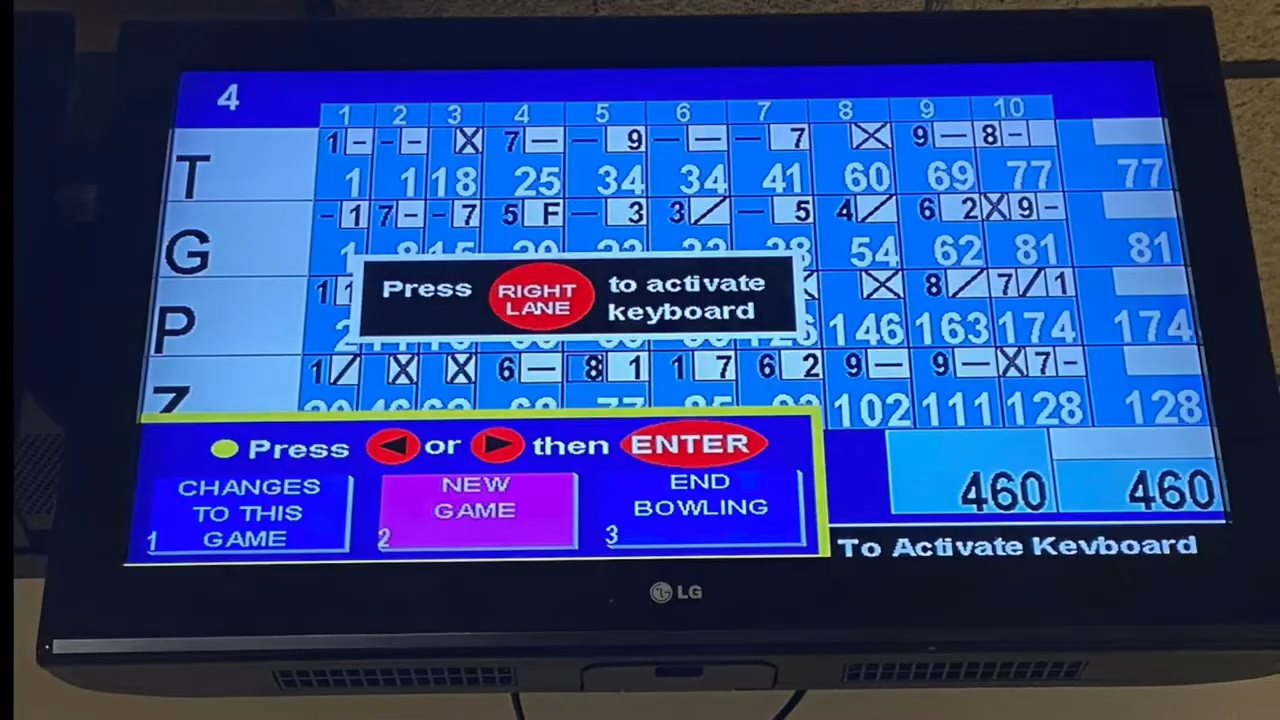 4
1 2 3 4 5 6 7 8 9 10
T 1 - - - X 7 — — 9 — — — 7 X 9 — 8 -
1 1 18 25 34 34 41 60 69 77 77
G - 1 7 - - 7 5 F — 3 3 / — 5 4 / 6 2 X 9 -
54 62 81 81
P X 8 / 7 / 1
146 163 174 174
Press RIGHT LANE to activate keyboard
Z 1 / X X 6 — 8 1 1 7 6 2 9 — 9 — X 7 -
102 111 128 128
460 460
Press ◀ or ▶ then ENTER
1 CHANGES TO THIS GAME
2 NEW GAME
3 END BOWLING
To Activate Keyboard
LG